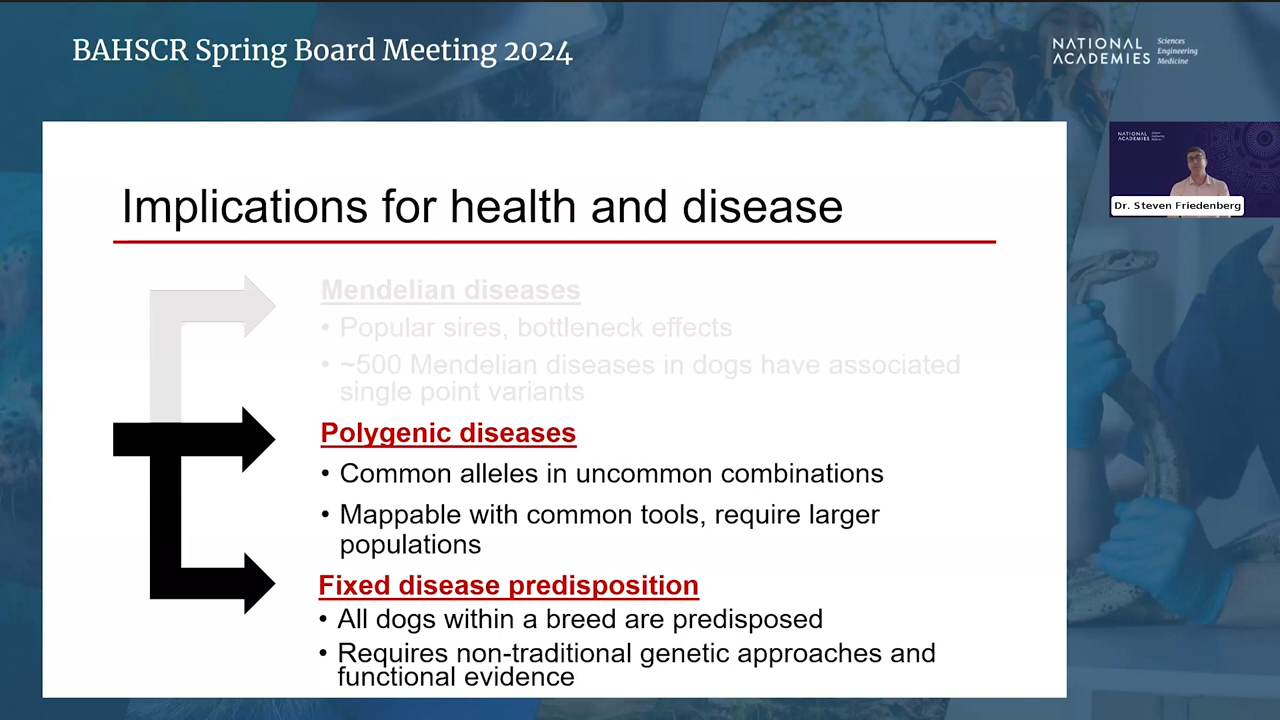 BAHSCR Spring Board Meeting 2024
NATIONAL
ACADEMIES
Sciences
Engineering
Medicine
NATIONAL
ACADEMIES
Dr. Steven Friedenberg
Implications for health and disease
Mendelian diseases
• Popular sires, bottleneck effects
• ~500 Mendelian diseases in dogs have associated
single point variants
Polygenic diseases
• Common alleles in uncommon combinations
• Mappable with common tools, require larger
populations
Fixed disease predisposition
• All dogs within a breed are predisposed
• Requires non-traditional genetic approaches and
functional evidence